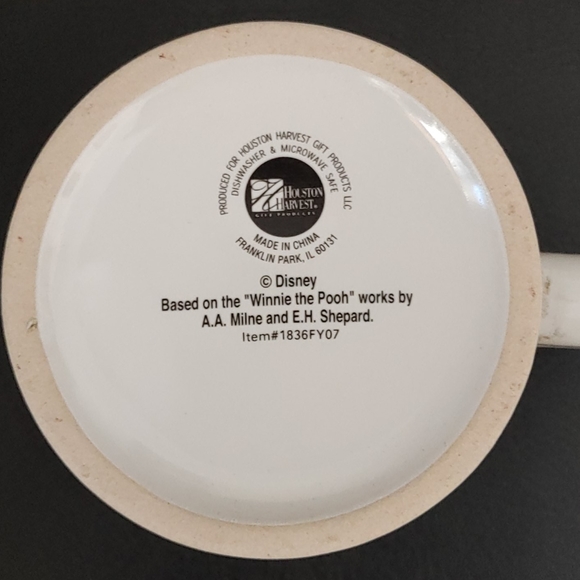 PRODUCED FOR HOUSTON HARVEST GIFT PRODUCTS LLC
DISHWASHER & MICROWAVE SAFE
HOUSTON
HARVEST®
GIFT PRODUCTS
MADE IN CHINA
FRANKLIN PARK, IL 60131
© Disney
Based on the "Winnie the Pooh" works by
A.A. Milne and E.H. Shepard.
Item#1836FY07